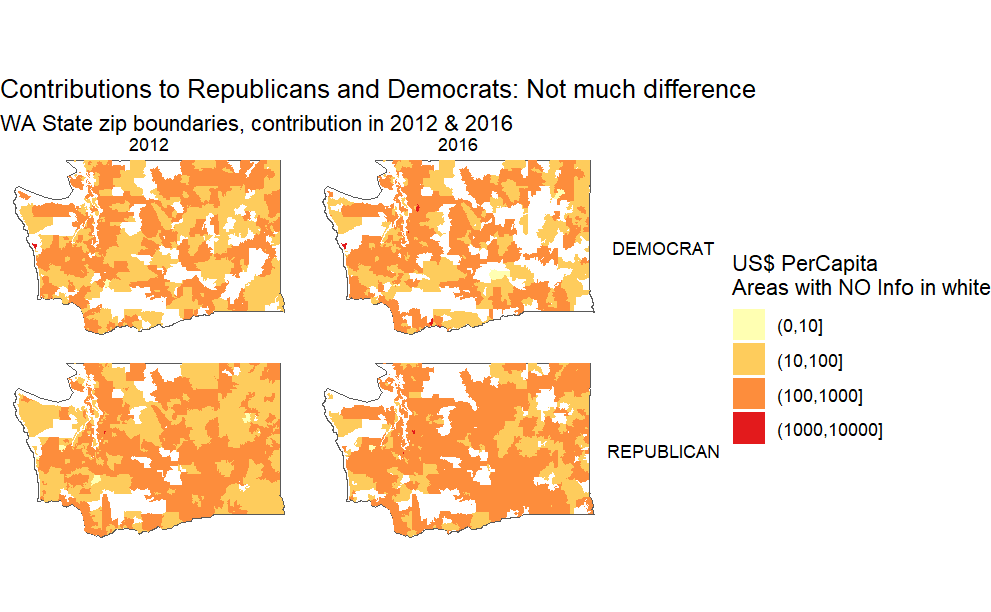 Contributions to Republicans and Democrats: Not much difference
WA State zip boundaries, contribution in 2012 & 2016
2012
2016
DEMOCRAT
REPUBLICAN
US$ PerCapita
Areas with NO Info in white
(0,10]
(10,100]
(100,1000]
(1000,10000]